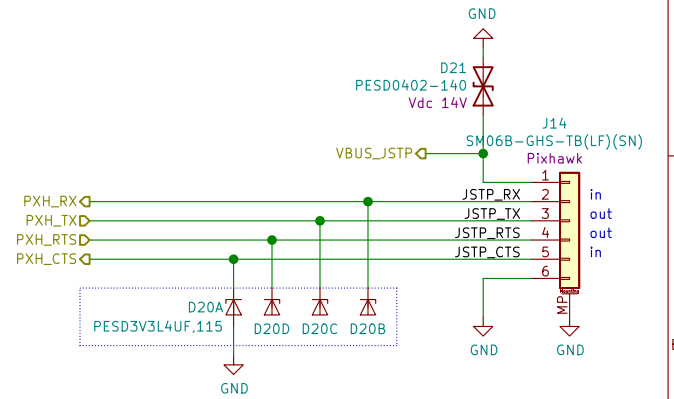 GND
D21
PESD0402-140
Vdc 14V
J14
SM06B-GHS-TB(LF)(SN)
Pixhawk
VBUS_JSTP
1
PXH_RX
JSTP_RX
2
in
PXH_TX
JSTP_TX
3
out
PXH_RTS
JSTP_RTS
4
out
PXH_CTS
JSTP_CTS
5
in
6
MP
D20A
PESD3V3L4UF,115
D20D
D20C
D20B
GND
GND
GND